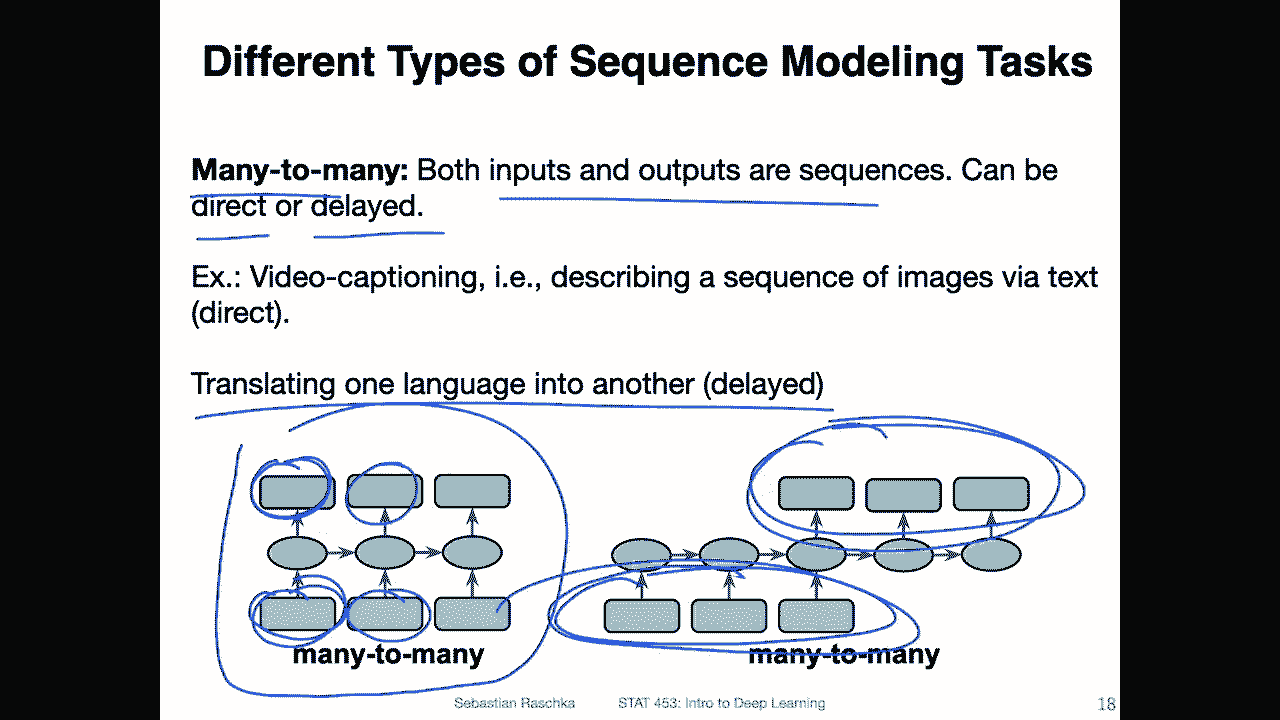 Different Types of Sequence Modeling Tasks
Many-to-many: Both inputs and outputs are sequences. Can be
direct or delayed.
Ex.: Video-captioning, i.e., describing a sequence of images via text
(direct).
Translating one language into another (delayed)
many-to-many
many-to-many
Sebastian Raschka STAT 453: Intro to Deep Learning 18